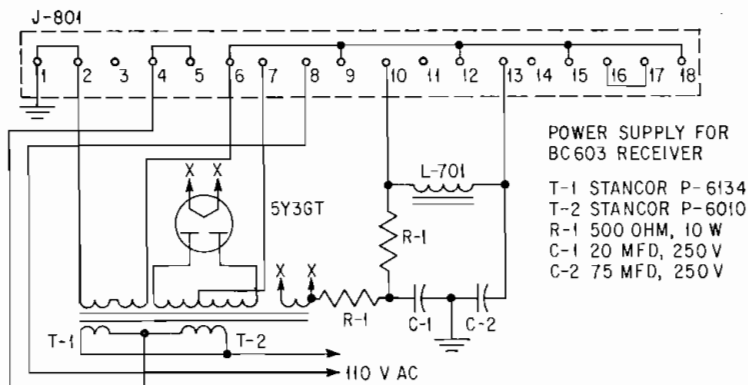 J-801
1 2 3 4 5 6 7 8 9 10 11 12 13 14 15 16 17 18
POWER SUPPLY FOR
BC603 RECEIVER
L-701
X X
5Y3GT
T-1 STANCOR P-6134
T-2 STANCOR P-6010
R-1 500 OHM, 10 W
C-1 20 MFD, 250 V
C-2 75 MFD, 250 V
R-1
X X
R-1
C-1
C-2
T-1
T-2
110 V AC